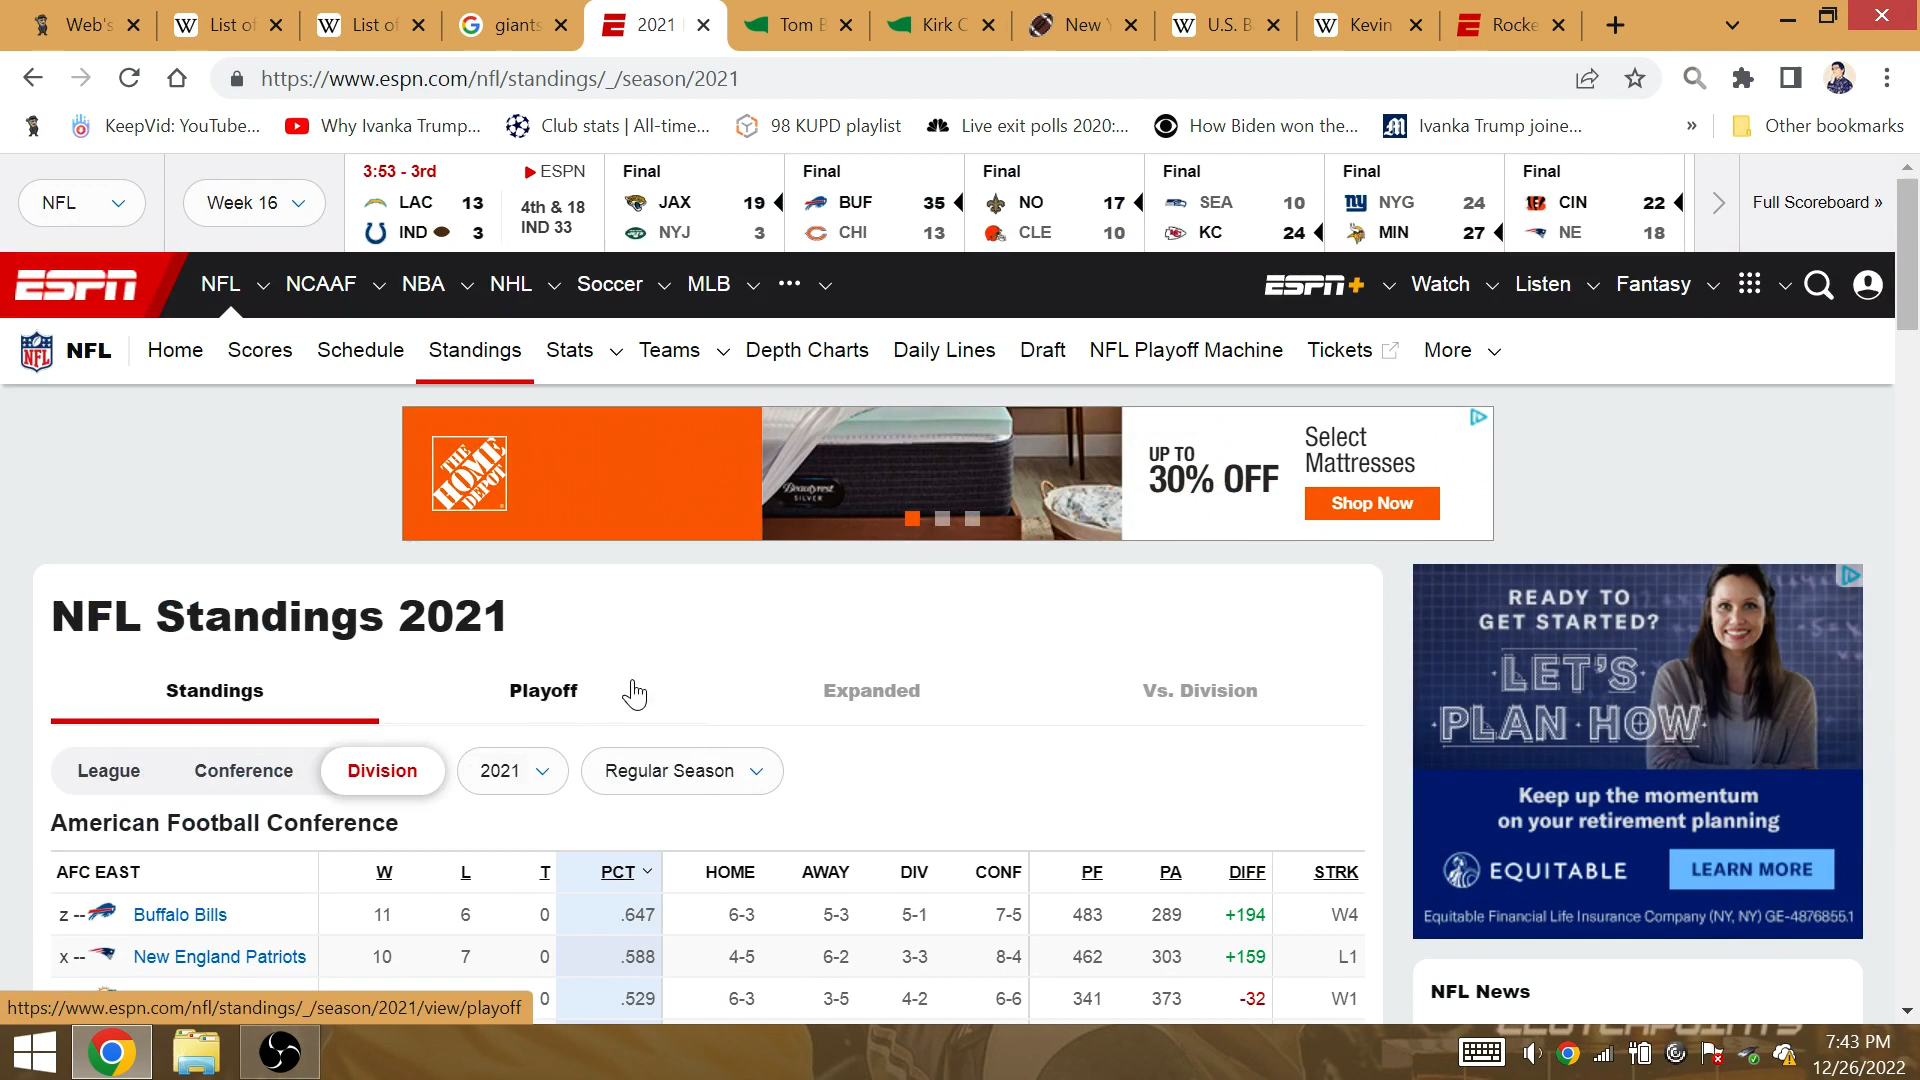 Web's
List of
List of
giants
2021
Tom B
Kirk C
New Y
U.S. B
Kevin
Rocke
https://www.espn.com/nfl/standings/_/season/2021
KeepVid: YouTube...
Why Ivanka Trump...
Club stats | All-time...
98 KUPD playlist
Live exit polls 2020:...
How Biden won the...
Ivanka Trump joine...
»
Other bookmarks
NFL
Week 16
3:53 - 3rd
ESPN
LAC 13
IND 3
4th & 18
IND 33
Final
JAX 19
NYJ 3
Final
BUF 35
CHI 13
Final
NO 17
CLE 10
Final
SEA 10
KC 24
Final
NYG 24
MIN 27
Final
CIN 22
NE 18
Full Scoreboard »
ESPN
NFL NCAAF NBA NHL Soccer MLB •••
ESPN+ Watch Listen Fantasy
NFL Home Scores Schedule Standings Stats Teams Depth Charts Daily Lines Draft NFL Playoff Machine Tickets More
THE
HOME
DEPOT
Beautyrest
SILVER
UP TO
30% OFF
Select
Mattresses
Shop Now
NFL Standings 2021
Standings Playoff Expanded Vs. Division
League Conference Division 2021 Regular Season
American Football Conference
AFC EAST W L T PCT HOME AWAY DIV CONF PF PA DIFF STRK
z -- Buffalo Bills 11 6 0 .647 6-3 5-3 5-1 7-5 483 289 +194 W4
x -- New England Patriots 10 7 0 .588 4-5 6-2 3-3 8-4 462 303 +159 L1
0 .529 6-3 3-5 4-2 6-6 341 373 -32 W1
READY TO
GET STARTED?
LET'S
PLAN HOW
Keep up the momentum
on your retirement planning
EQUITABLE
LEARN MORE
Equitable Financial Life Insurance Company (NY, NY) GE-4876855.1
NFL News
https://www.espn.com/nfl/standings/_/season/2021/view/playoff
CLUTCHPOINTS
7:43 PM
12/26/2022